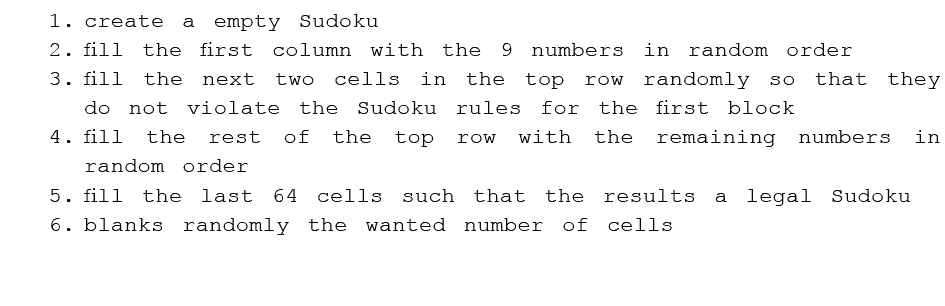 1. create a empty Sudoku
2. fill the first column with the 9 numbers in random order
3. fill the next two cells in the top row randomly so that they
do not violate the Sudoku rules for the first block
4. fill the rest of the top row with the remaining numbers in
random order
5. fill the last 64 cells such that the results a legal Sudoku
6. blanks randomly the wanted number of cells